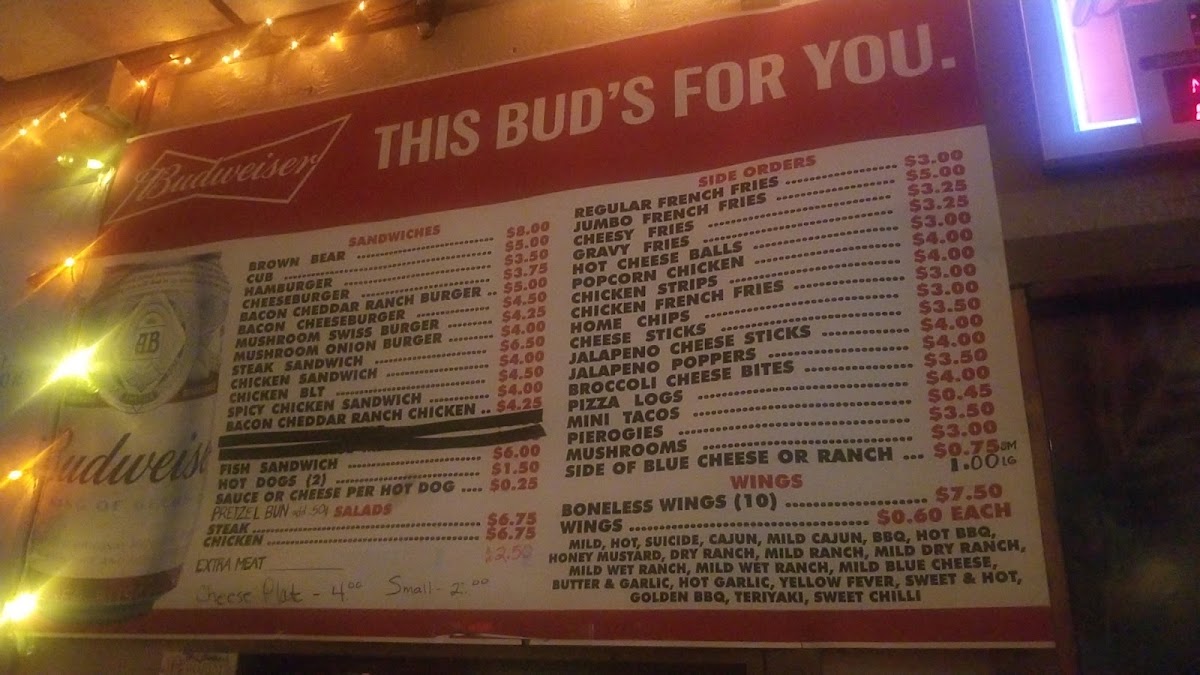 Budweiser
THIS BUD'S FOR YOU.
SANDWICHES
BROWN BEAR $8.00
CUB $5.00
HAMBURGER $3.50
CHEESEBURGER $3.75
BACON CHEDDAR RANCH BURGER $5.00
BACON CHEESEBURGER $4.50
MUSHROOM SWISS BURGER $4.25
MUSHROOM ONION BURGER $4.00
STEAK SANDWICH $6.50
CHICKEN SANDWICH $4.00
CHICKEN BLT $4.50
SPICY CHICKEN SANDWICH $4.00
BACON CHEDDAR RANCH CHICKEN $4.25
FISH SANDWICH $6.00
HOT DOGS (2) $1.50
SAUCE OR CHEESE PER HOT DOG $0.25
PRETZEL BUN add .50¢
SALADS
STEAK $6.75
CHICKEN $6.75
EXTRA MEAT $2.50
Cheese Plate - 4.00 Small - 2.00
SIDE ORDERS
REGULAR FRENCH FRIES $3.00
JUMBO FRENCH FRIES $5.00
CHEESY FRIES $3.25
GRAVY FRIES $3.25
HOT CHEESE BALLS $3.00
POPCORN CHICKEN $4.00
CHICKEN STRIPS $4.00
CHICKEN FRENCH FRIES $3.00
HOME CHIPS $3.00
CHEESE STICKS $3.50
JALAPENO CHEESE STICKS $4.00
JALAPENO POPPERS $4.00
BROCCOLI CHEESE BITES $3.50
PIZZA LOGS $4.00
MINI TACOS $0.45
PIEROGIES $3.50
MUSHROOMS $3.00
SIDE OF BLUE CHEESE OR RANCH $0.75 SM
1.00 LG
WINGS
BONELESS WINGS (10) $7.50
WINGS $0.60 EACH
MILD, HOT, SUICIDE, CAJUN, MILD CAJUN, BBQ, HOT BBQ,
HONEY MUSTARD, DRY RANCH, MILD RANCH, MILD DRY RANCH,
MILD WET RANCH, MILD WET RANCH, MILD BLUE CHEESE,
BUTTER & GARLIC, HOT GARLIC, YELLOW FEVER, SWEET & HOT,
GOLDEN BBQ, TERIYAKI, SWEET CHILLI
AB
Budweis